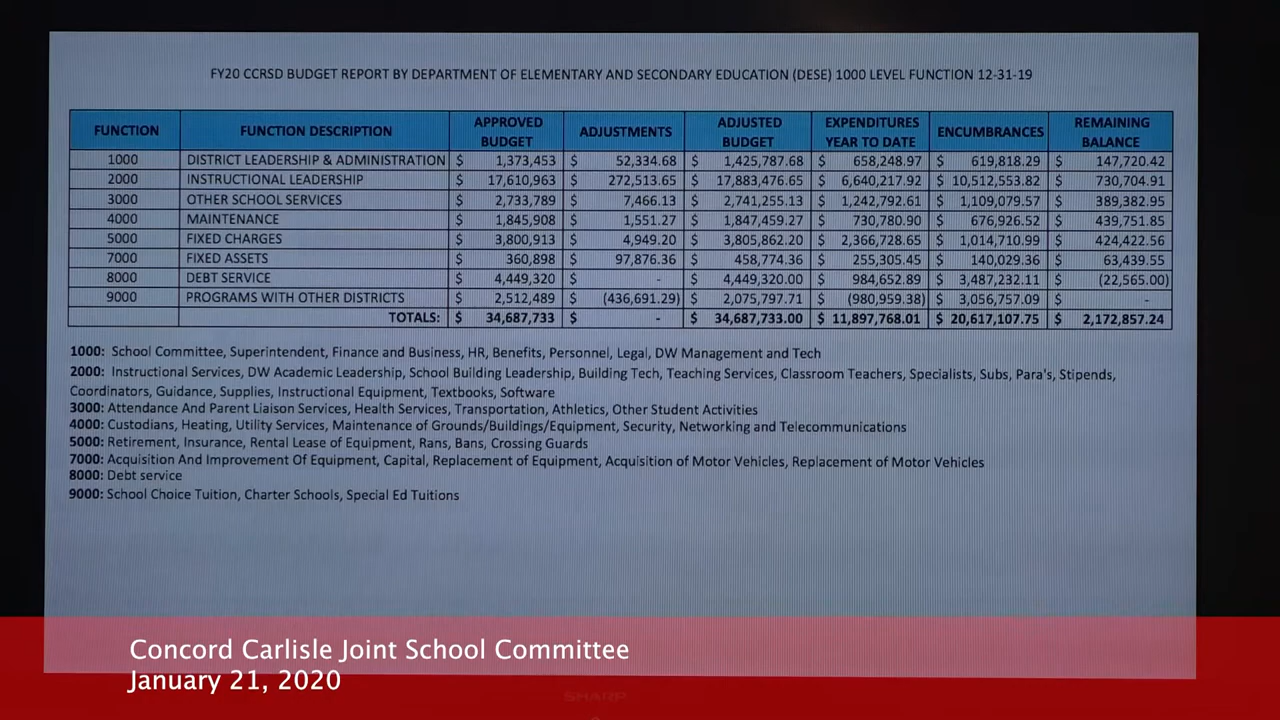 FY20 CCRSD BUDGET REPORT BY DEPARTMENT OF ELEMENTARY AND SECONDARY EDUCATION (DESE) 1000 LEVEL FUNCTION 12-31-19
FUNCTION FUNCTION DESCRIPTION APPROVED BUDGET ADJUSTMENTS ADJUSTED BUDGET EXPENDITURES YEAR TO DATE ENCUMBRANCES REMAINING BALANCE
1000 DISTRICT LEADERSHIP & ADMINISTRATION $ 1,373,453 $ 52,334.68 $ 1,425,787.68 $ 658,248.97 $ 619,818.29 $ 147,720.42
2000 INSTRUCTIONAL LEADERSHIP $ 17,610,963 $ 272,513.65 $ 17,883,476.65 $ 6,640,217.92 $ 10,512,553.82 $ 730,704.91
3000 OTHER SCHOOL SERVICES $ 2,733,789 $ 7,466.13 $ 2,741,255.13 $ 1,242,792.61 $ 1,109,079.57 $ 389,382.95
4000 MAINTENANCE $ 1,845,908 $ 1,551.27 $ 1,847,459.27 $ 730,780.90 $ 676,926.52 $ 439,751.85
5000 FIXED CHARGES $ 3,800,913 $ 4,949.20 $ 3,805,862.20 $ 2,366,728.65 $ 1,014,710.99 $ 424,422.56
7000 FIXED ASSETS $ 360,898 $ 97,876.36 $ 458,774.36 $ 255,305.45 $ 140,029.36 $ 63,439.55
8000 DEBT SERVICE $ 4,449,320 $ - $ 4,449,320.00 $ 984,652.89 $ 3,487,232.11 $ (22,565.00)
9000 PROGRAMS WITH OTHER DISTRICTS $ 2,512,489 $ (436,691.29) $ 2,075,797.71 $ (980,959.38) $ 3,056,757.09 $ -
TOTALS: $ 34,687,733 $ - $ 34,687,733.00 $ 11,897,768.01 $ 20,617,107.75 $ 2,172,857.24
1000: School Committee, Superintendent, Finance and Business, HR, Benefits, Personnel, Legal, DW Management and Tech
2000: Instructional Services, DW Academic Leadership, School Building Leadership, Building Tech, Teaching Services, Classroom Teachers, Specialists, Subs, Para's, Stipends,
Coordinators, Guidance, Supplies, Instructional Equipment, Textbooks, Software
3000: Attendance And Parent Liaison Services, Health Services, Transportation, Athletics, Other Student Activities
4000: Custodians, Heating, Utility Services, Maintenance of Grounds/Buildings/Equipment, Security, Networking and Telecommunications
5000: Retirement, Insurance, Rental Lease of Equipment, Rans, Bans, Crossing Guards
7000: Acquisition And Improvement Of Equipment, Capital, Replacement of Equipment, Acquisition of Motor Vehicles, Replacement of Motor Vehicles
8000: Debt service
9000: School Choice Tuition, Charter Schools, Special Ed Tuitions
Concord Carlisle Joint School Committee
January 21, 2020
SHARP